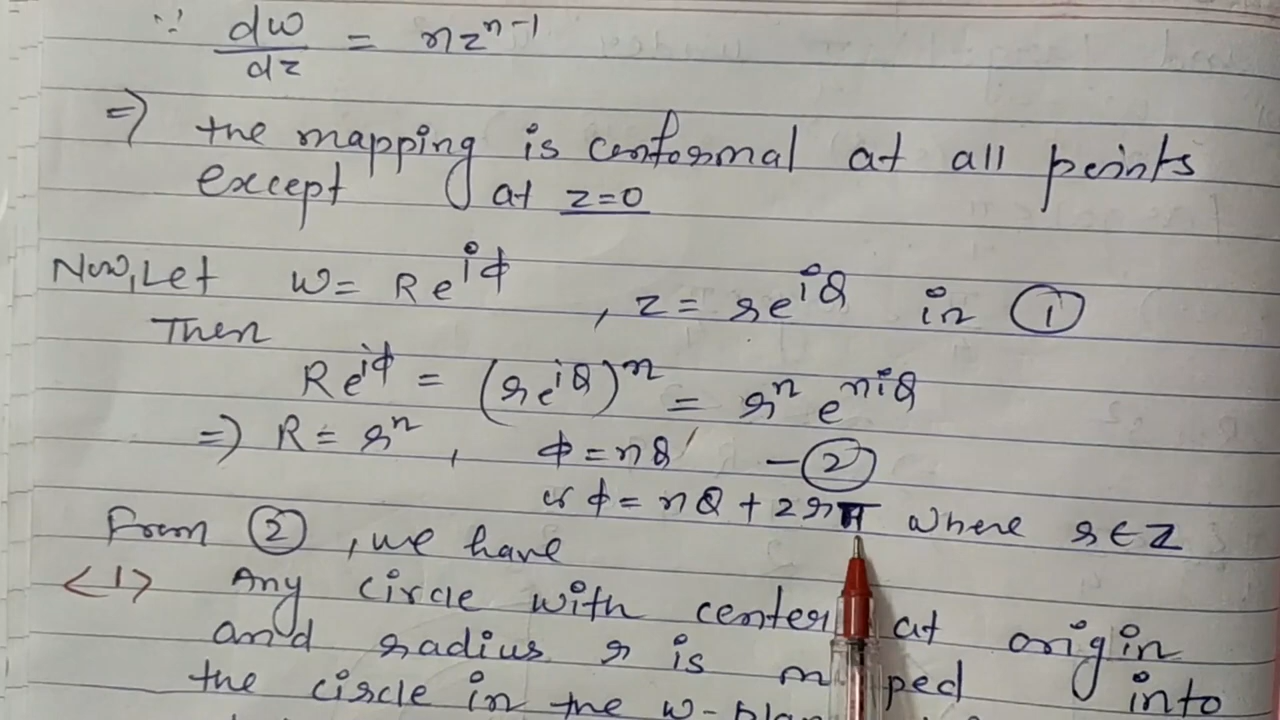 ∵ dw/dz = nz^(n-1)
⇒ the mapping is conformal at all points
except at z=0
Now, Let w = Re^(iϕ) , z = re^(iθ) in ①
Then
Re^(iϕ) = (re^(iθ))^n = r^n e^(niθ)
⇒ R = r^n , ϕ = nθ - ②
or ϕ = nθ + 2rπ where r ∈ Z
From ②, we have
<1> Any circle with center at origin
and radius r is into
the circle in the